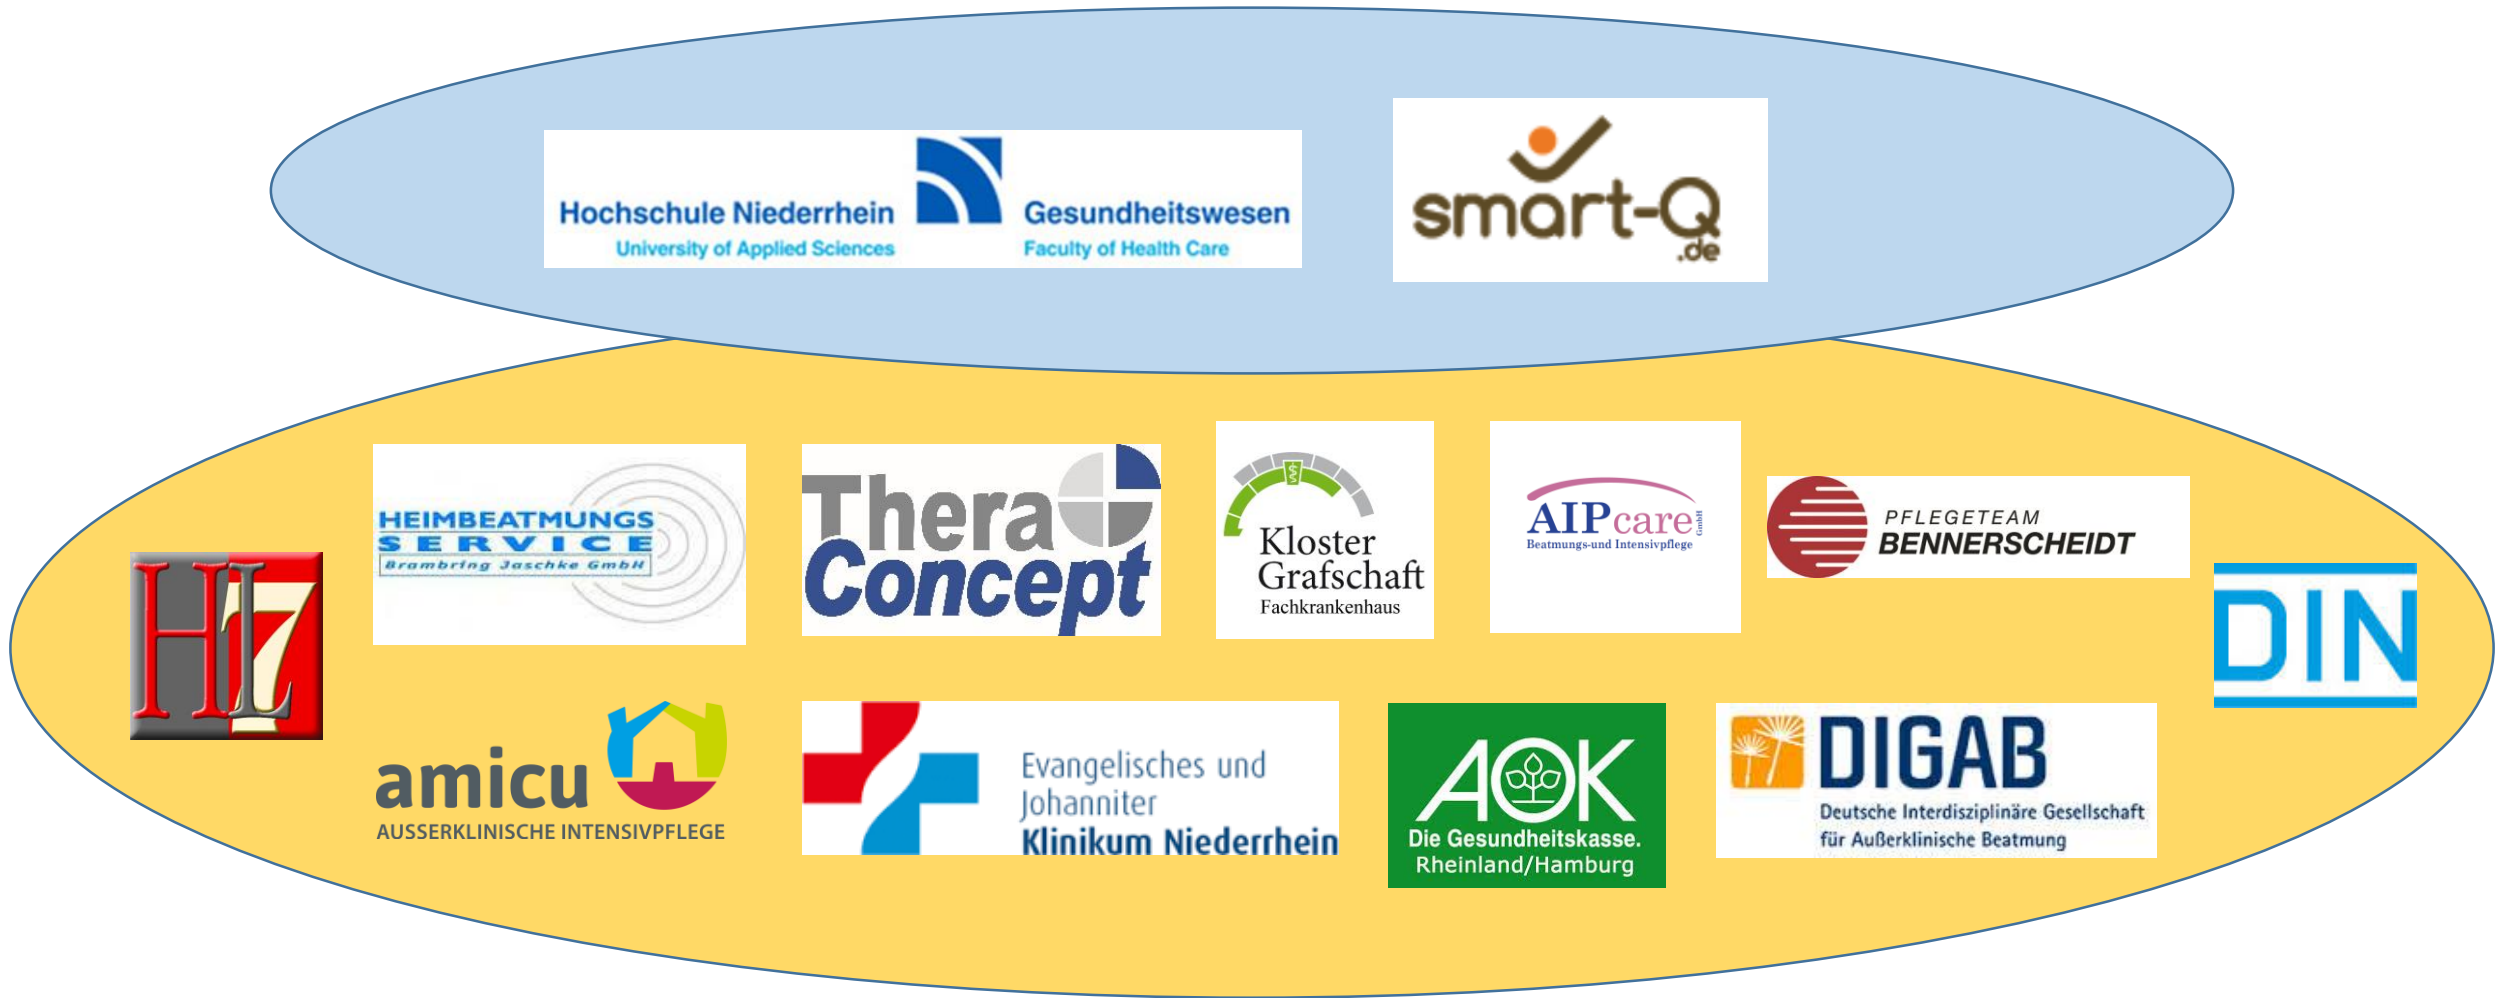 Hochschule Niederrhein
University of Applied Sciences
Gesundheitswesen
Faculty of Health Care
smart-Q
.de
HEIMBEATMUNGS
SERVICE
Brambring Jaschke GmbH
Thera
Concept
Kloster
Grafschaft
Fachkrankenhaus
AIPcare GmbH
Beatmungs-und Intensivpflege
PFLEGETEAM
BENNERSCHEIDT
HL7
DIN
amicu
AUSSERKLINISCHE INTENSIVPFLEGE
Evangelisches und
Johanniter
Klinikum Niederrhein
AOK
Die Gesundheitskasse.
Rheinland/Hamburg
DIGAB
Deutsche Interdisziplinäre Gesellschaft
für Außerklinische Beatmung